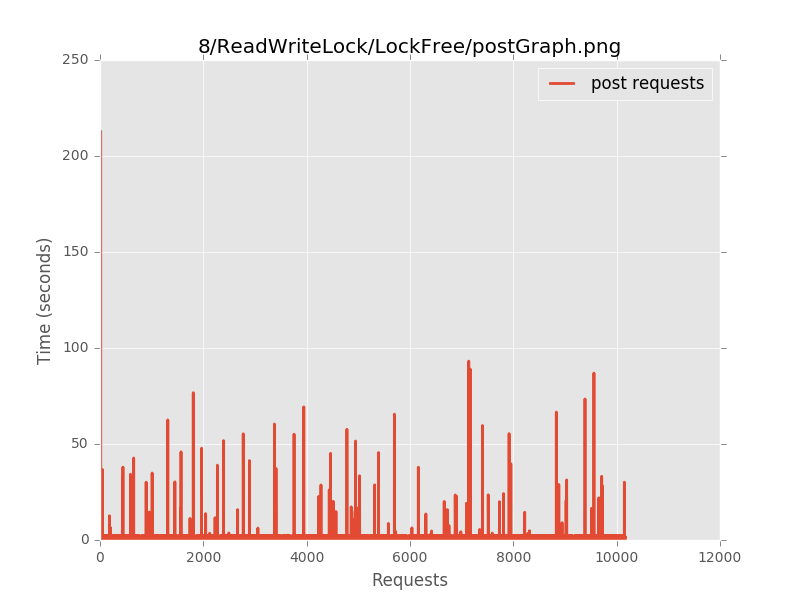 8/ReadWriteLock/LockFree/postGraph.png
250
200
150
100
50
0
Time (seconds)
post requests
0 2000 4000 6000 8000 10000 12000
Requests